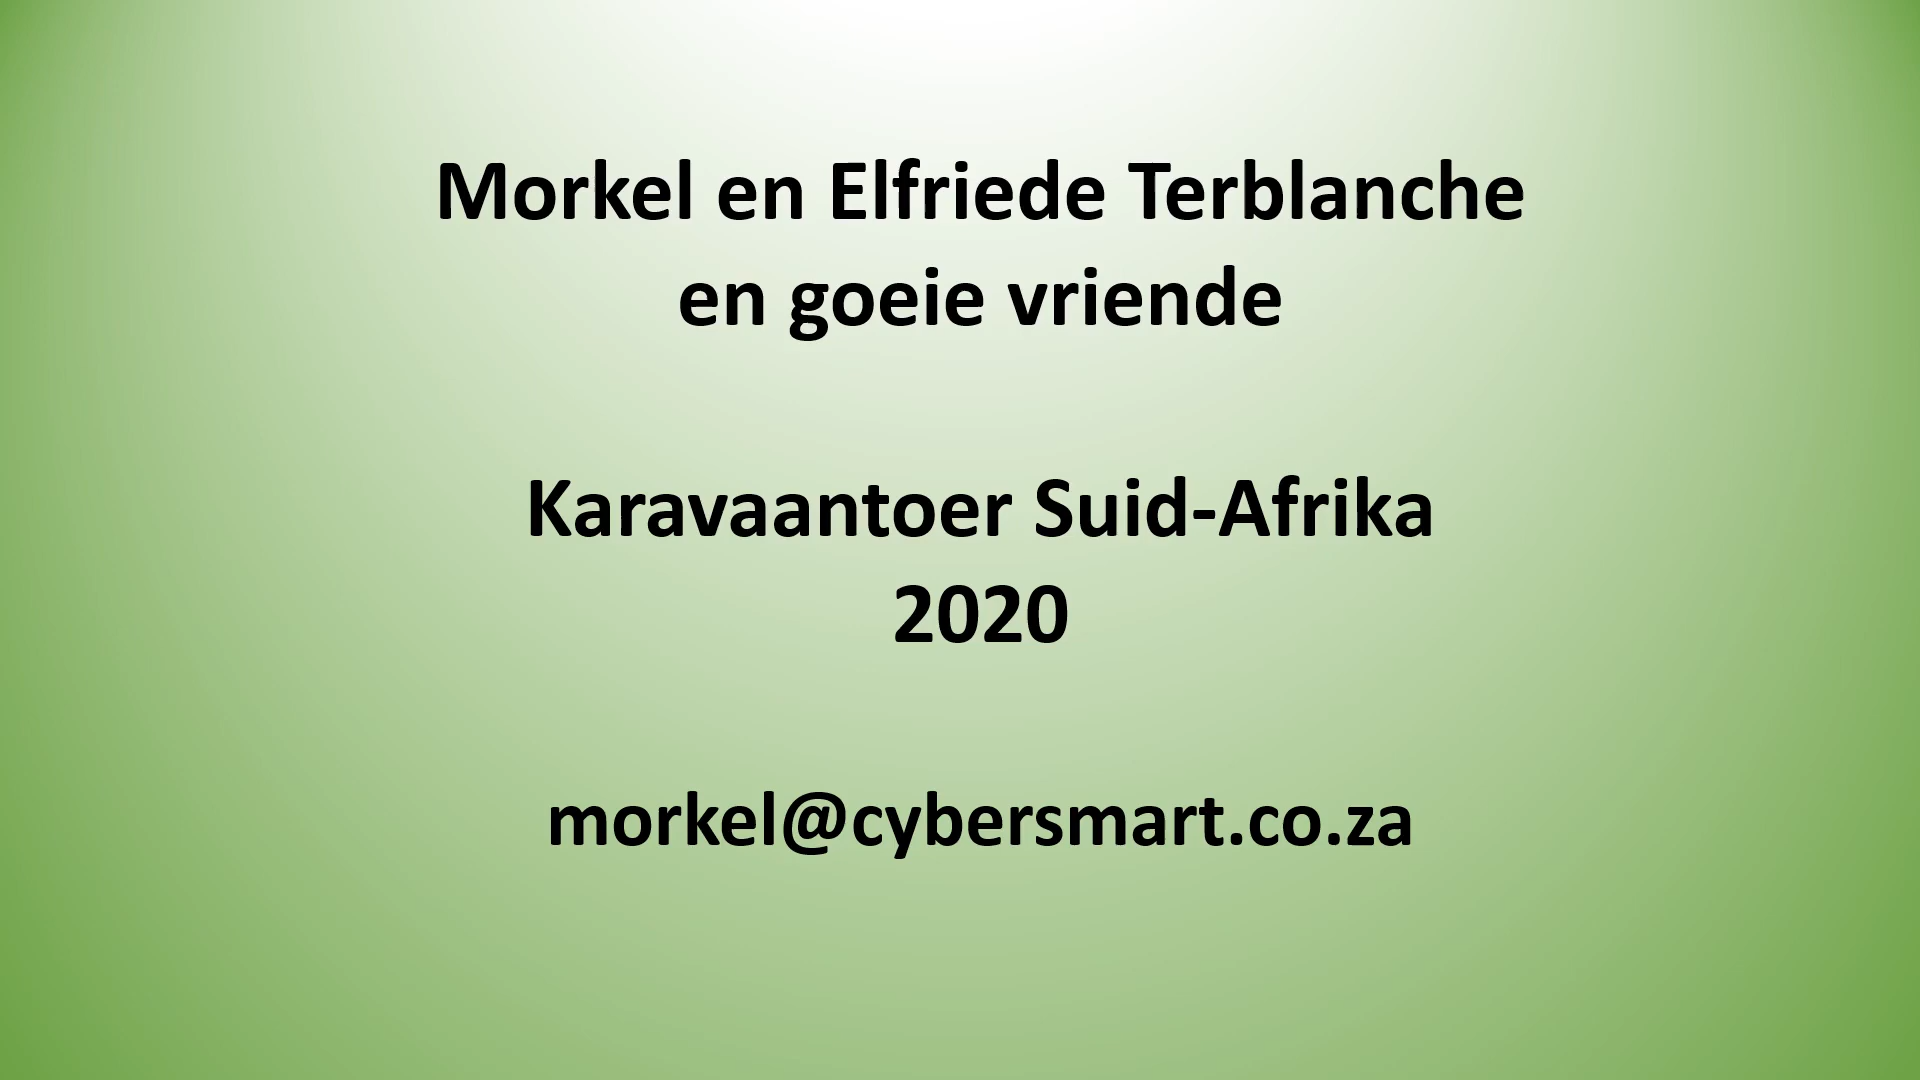 Morkel en Elfriede Terblanche
en goeie vriende
Karavaantoer Suid-Afrika
2020
morkel@cybersmart.co.za